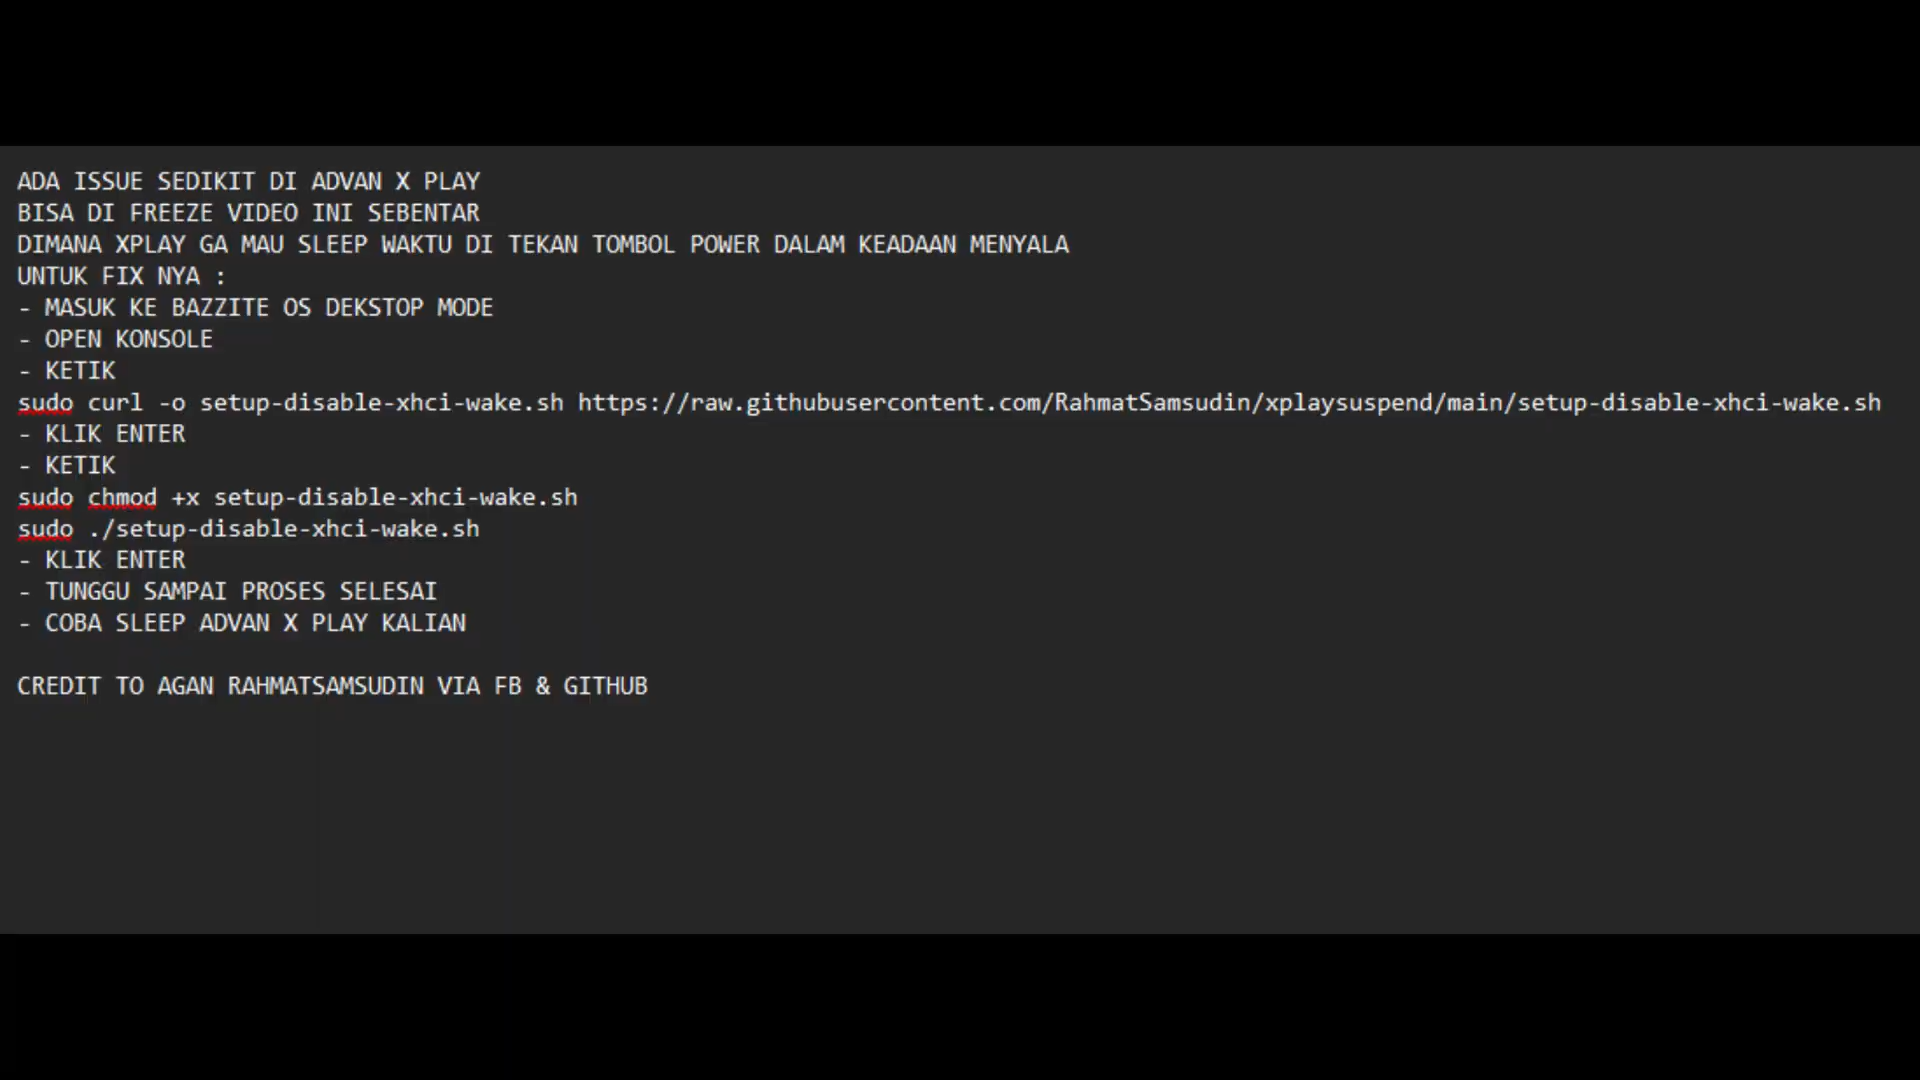 ADA ISSUE SEDIKIT DI ADVAN X PLAY
BISA DI FREEZE VIDEO INI SEBENTAR
DIMANA XPLAY GA MAU SLEEP WAKTU DI TEKAN TOMBOL POWER DALAM KEADAAN MENYALA
UNTUK FIX NYA :
- MASUK KE BAZZITE OS DEKSTOP MODE
- OPEN KONSOLE
- KETIK
sudo curl -o setup-disable-xhci-wake.sh https://raw.githubusercontent.com/RahmatSamsudin/xplaysuspend/main/setup-disable-xhci-wake.sh
- KLIK ENTER
- KETIK
sudo chmod +x setup-disable-xhci-wake.sh
sudo ./setup-disable-xhci-wake.sh
- KLIK ENTER
- TUNGGU SAMPAI PROSES SELESAI
- COBA SLEEP ADVAN X PLAY KALIAN
CREDIT TO AGAN RAHMATSAMSUDIN VIA FB & GITHUB